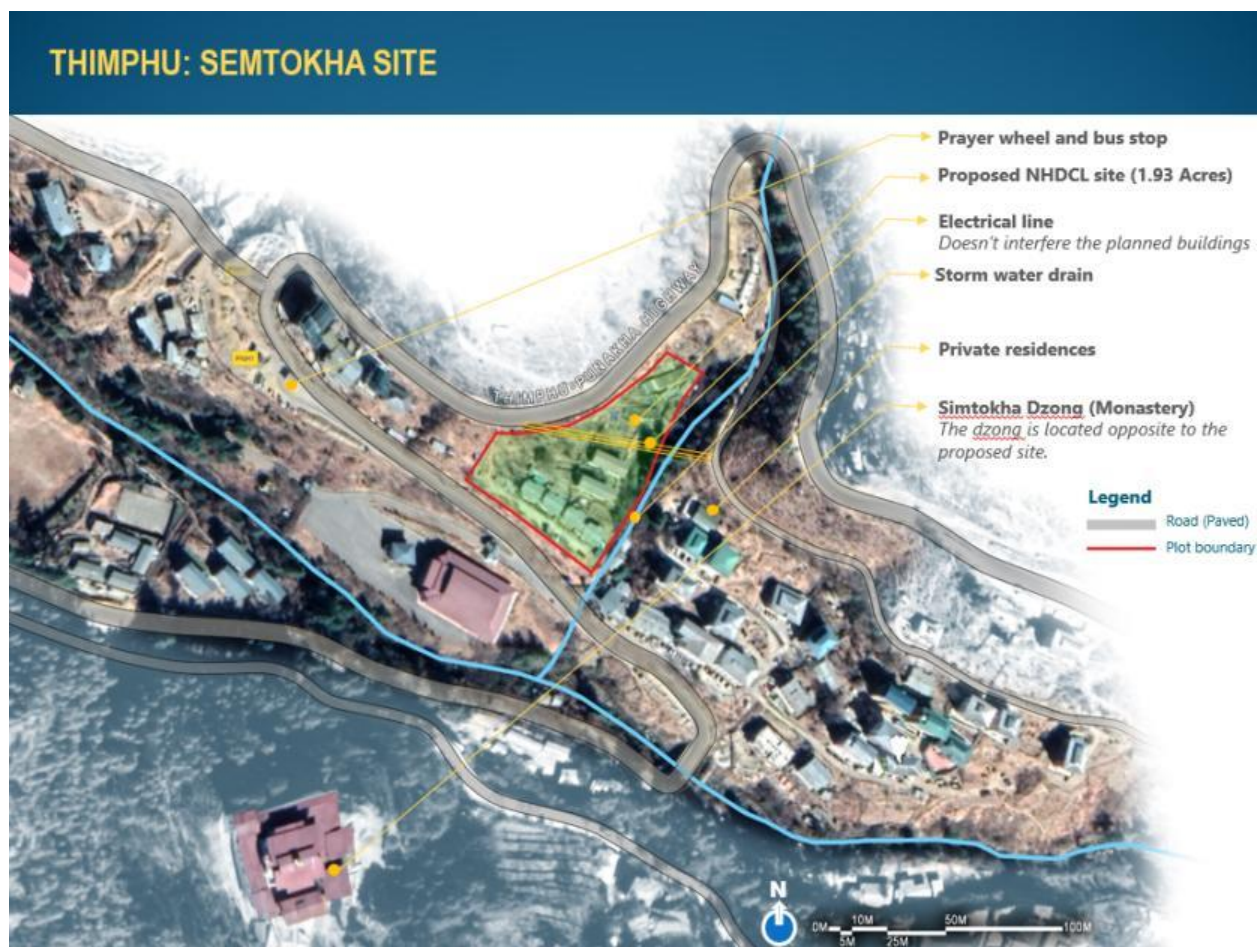 THIMPHU: SEMTOKHA SITE
Prayer wheel and bus stop
Proposed NHDCL site (1.93 Acres)
Electrical line
Doesn't interfere the planned buildings
Storm water drain
Private residences
Simtokha Dzong (Monastery)
The dzong is located opposite to the
proposed site.
Legend
Road (Paved)
Plot boundary
THIMPHU-PUNAKHA HIGHWAY
N
0M 10M 50M 100M
5M 25M